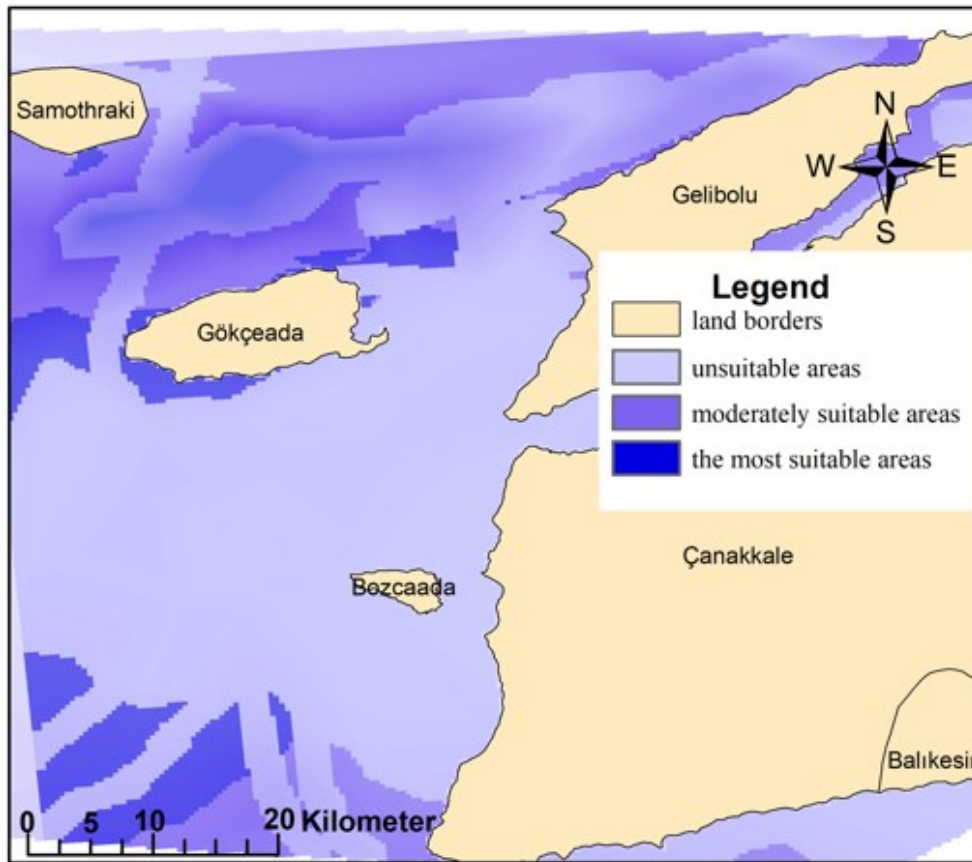 Samothraki
N
W
E
S
Gelibolu
Legend
land borders
unsuitable areas
moderately suitable areas
the most suitable areas
Gökçeada
Çanakkale
Bozcaada
Balıkesir
0 5 10 20 Kilometer